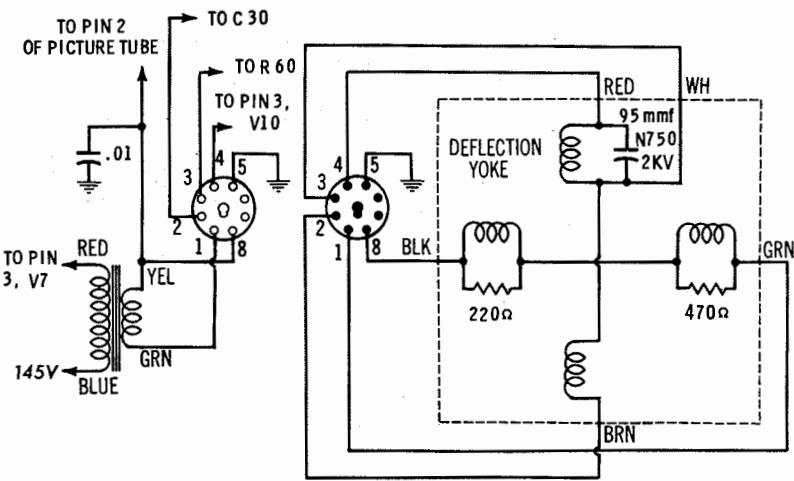 TO C 30
TO PIN 2
OF PICTURE TUBE
TO R 60
TO PIN 3,
V10
.01
4
5
3
2
1
8
TO PIN
3, V7
RED
YEL
GRN
145V
BLUE
RED
WH
95 mmf
N750
2KV
DEFLECTION
YOKE
4
5
3
2
1
8
BLK
220Ω
470Ω
GRN
BRN